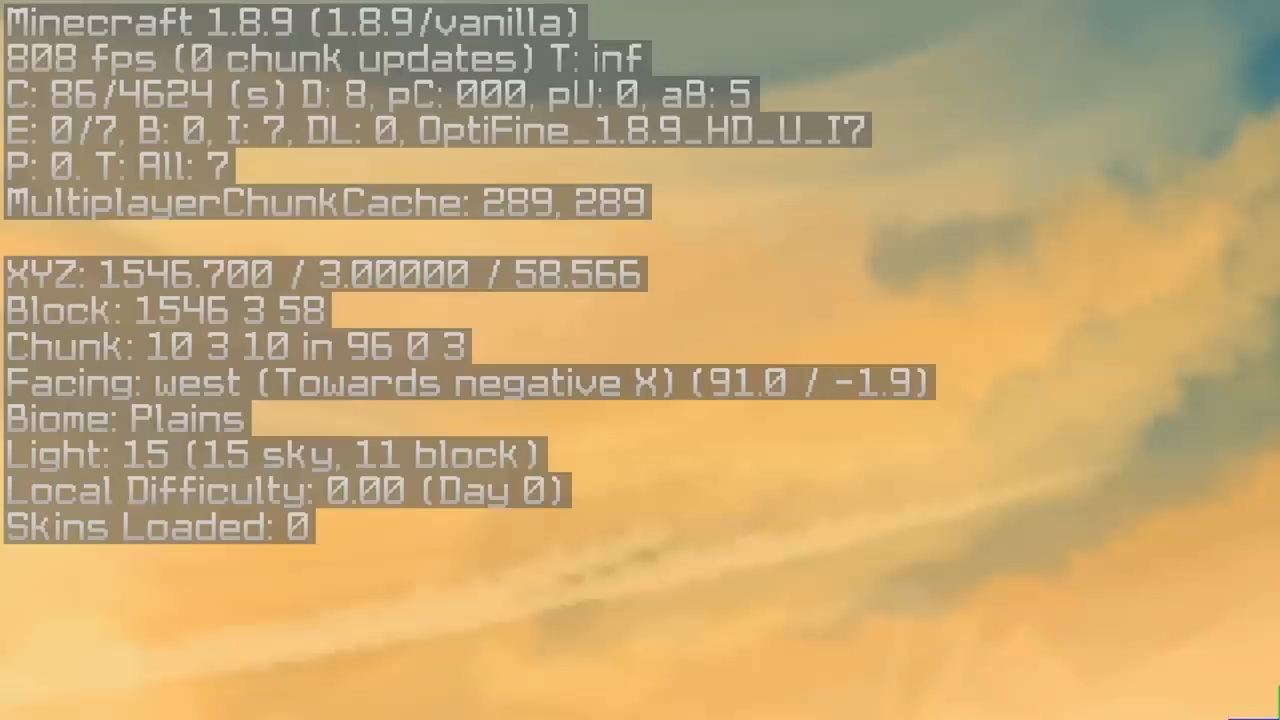 Minecraft 1.8.9 (1.8.9/vanilla)
808 fps (0 chunk updates) T: inf
C: 86/4624 (s) D: 8, pC: 000, pU: 0, aB: 5
E: 0/7, B: 0, I: 7, DL: 0, OptiFine_1.8.9_HD_U_I7
P: 0. T: All: 7
MultiplayerChunkCache: 289, 289
XYZ: 1546.700 / 3.00000 / 58.566
Block: 1546 3 58
Chunk: 10 3 10 in 96 0 3
Facing: west (Towards negative X) (91.0 / -1.9)
Biome: Plains
Light: 15 (15 sky, 11 block)
Local Difficulty: 0.00 (Day 0)
Skins Loaded: 0